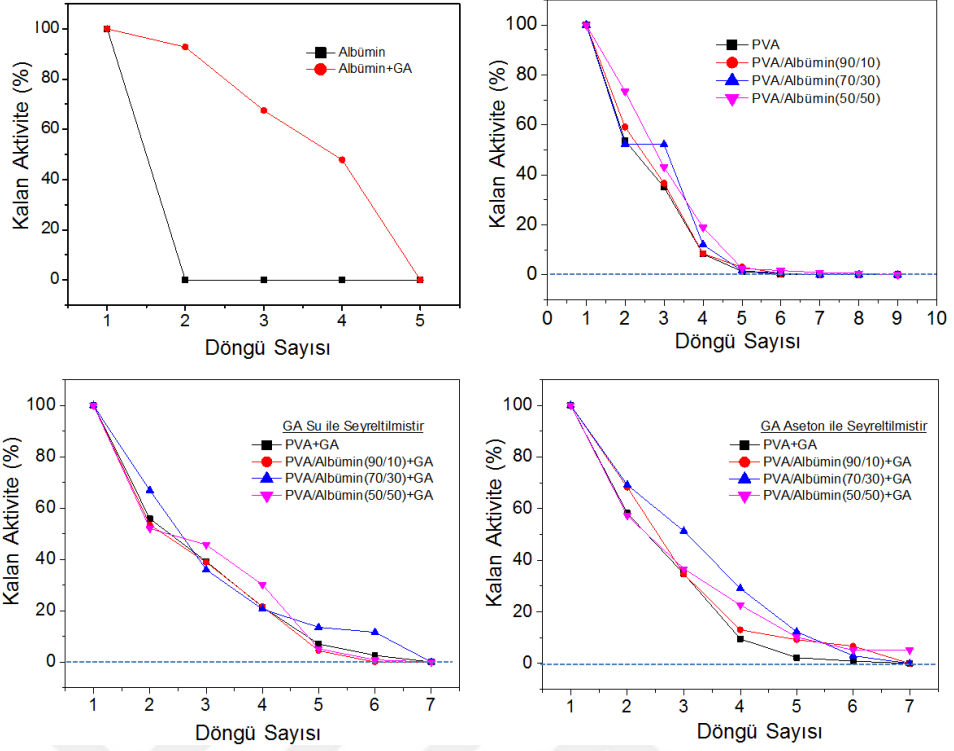 Kalan Aktivite (%)
100
80
60
40
20
0
Albümin
Albümin+GA
1 2 3 4 5
Döngü Sayısı
Kalan Aktivite (%)
100
80
60
40
20
0
PVA
PVA/Albümin(90/10)
PVA/Albümin(70/30)
PVA/Albümin(50/50)
0 1 2 3 4 5 6 7 8 9 10
Döngü Sayısı
Kalan Aktivite (%)
100
80
60
40
20
0
GA Su ile Seyreltilmistir
PVA+GA
PVA/Albümin(90/10)+GA
PVA/Albümin(70/30)+GA
PVA/Albümin(50/50)+GA
1 2 3 4 5 6 7
Döngü Sayısı
Kalan Aktivite (%)
100
80
60
40
20
0
GA Aseton ile Seyreltilmistir
PVA+GA
PVA/Albümin(90/10)+GA
PVA/Albümin(70/30)+GA
PVA/Albümin(50/50)+GA
1 2 3 4 5 6 7
Döngü Sayısı